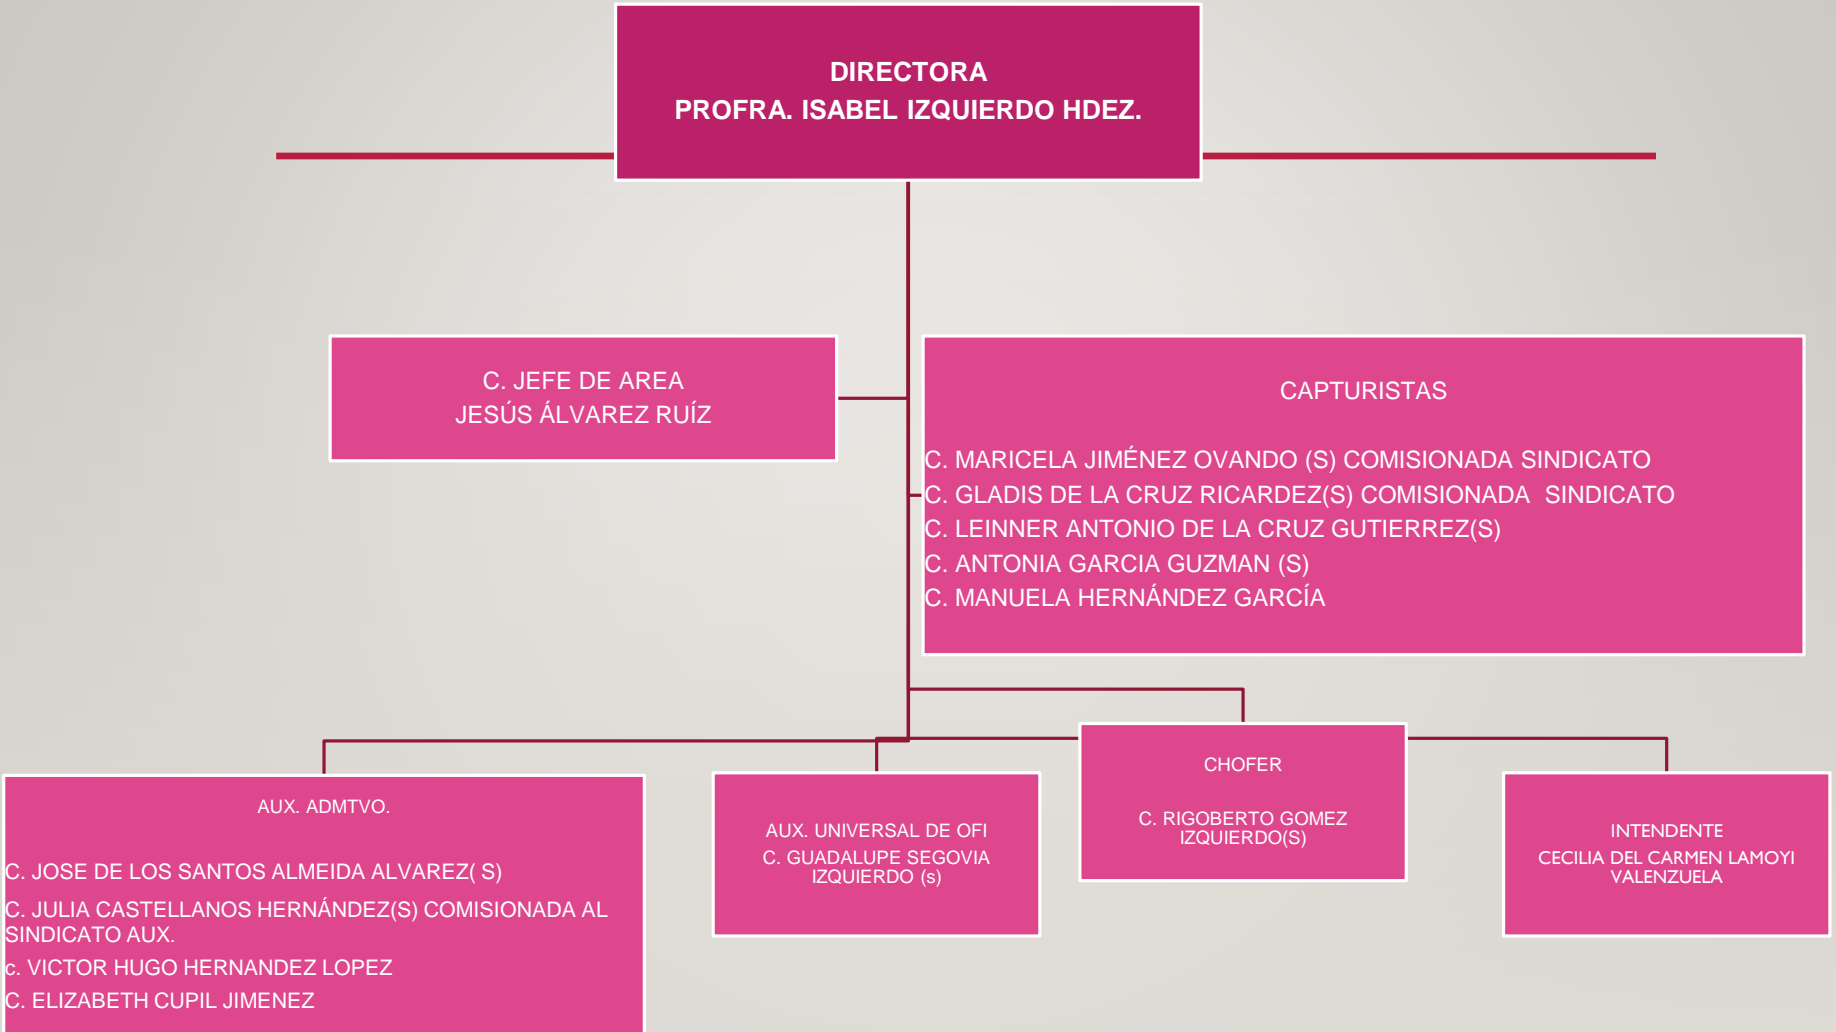 DIRECTORA
PROFRA. ISABEL IZQUIERDO HDEZ.
C. JEFE DE AREA
JESÚS ÁLVAREZ RUÍZ
CAPTURISTAS
C. MARICELA JIMÉNEZ OVANDO (S) COMISIONADA SINDICATO
C. GLADIS DE LA CRUZ RICARDEZ(S) COMISIONADA  SINDICATO
C. LEINNER ANTONIO DE LA CRUZ GUTIERREZ(S)
C. ANTONIA GARCIA GUZMAN (S)
C. MANUELA HERNÁNDEZ GARCÍA
AUX. ADMTVO.
C. JOSE DE LOS SANTOS ALMEIDA ALVAREZ( S)
C. JULIA CASTELLANOS HERNÁNDEZ(S) COMISIONADA AL
SINDICATO AUX.
c. VICTOR HUGO HERNANDEZ LOPEZ
C. ELIZABETH CUPIL JIMENEZ
AUX. UNIVERSAL DE OFI
C. GUADALUPE SEGOVIA
IZQUIERDO (s)
CHOFER
C. RIGOBERTO GOMEZ
IZQUIERDO(S)
INTENDENTE
CECILIA DEL CARMEN LAMOYI
VALENZUELA